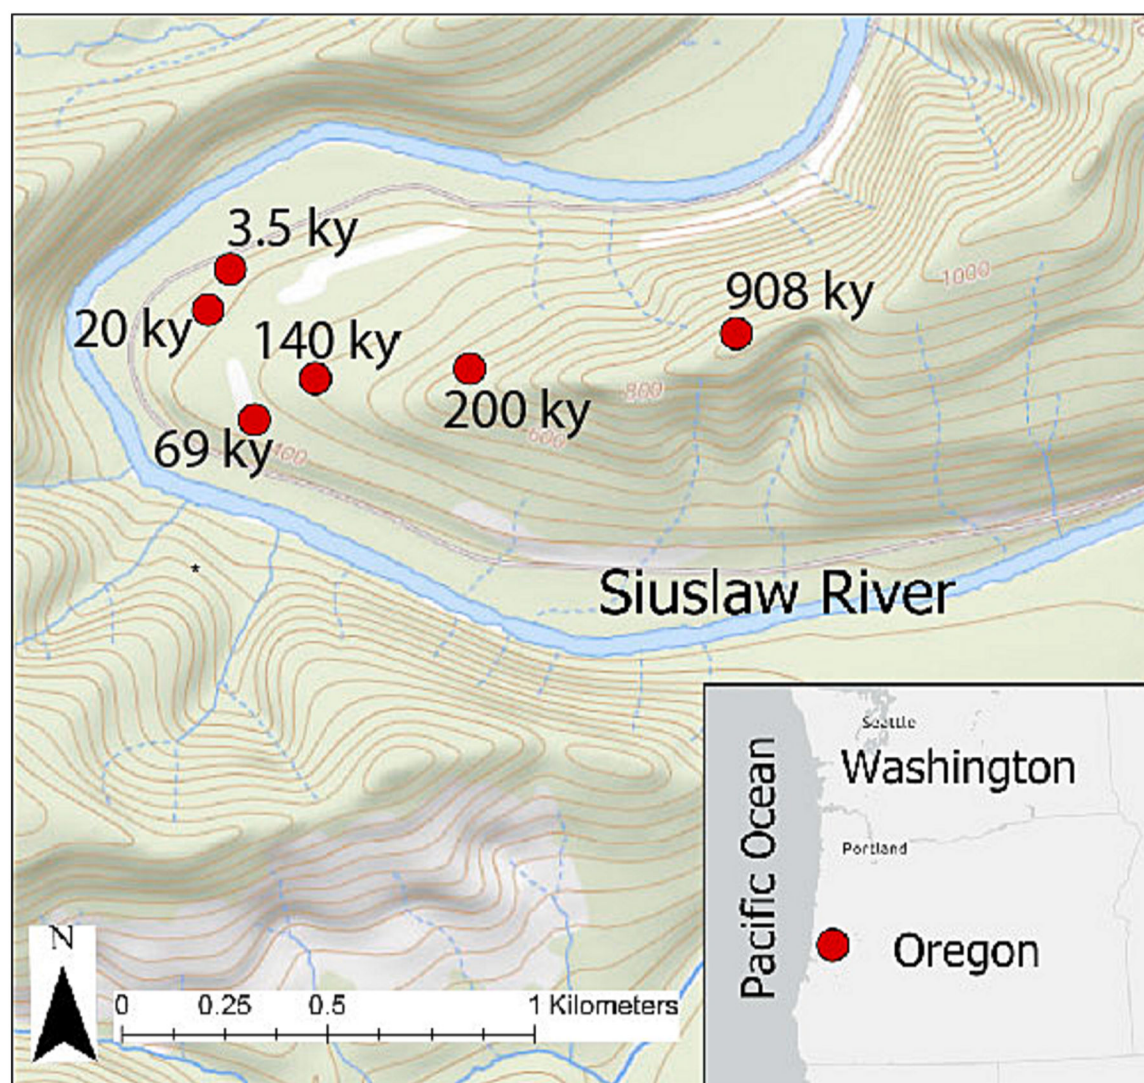 3.5 ky
20 ky
140 ky
908 ky
1000
200 ky
800
600
69 ky
400
*
Siuslaw River
Seattle
Washington
Portland
Pacific Ocean
Oregon
N
0 0.25 0.5 1 Kilometers